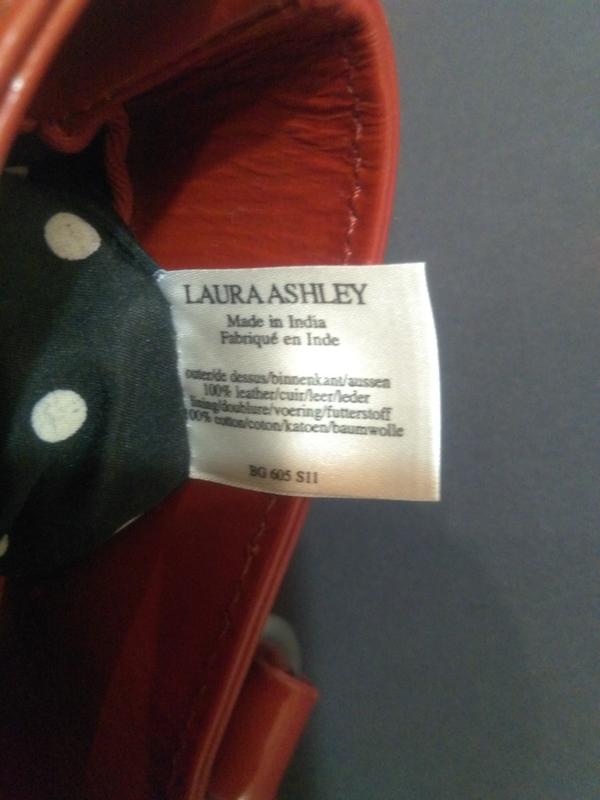 LAURA ASHLEY
Made in India
Fabriqué en Inde
outer/de dessus/binnenkant/aussen
100% leather/cuir/leer/leder
lining/doublure/voering/futterstoff
100% cotton/coton/katoen/baumwolle
BG 605 S11